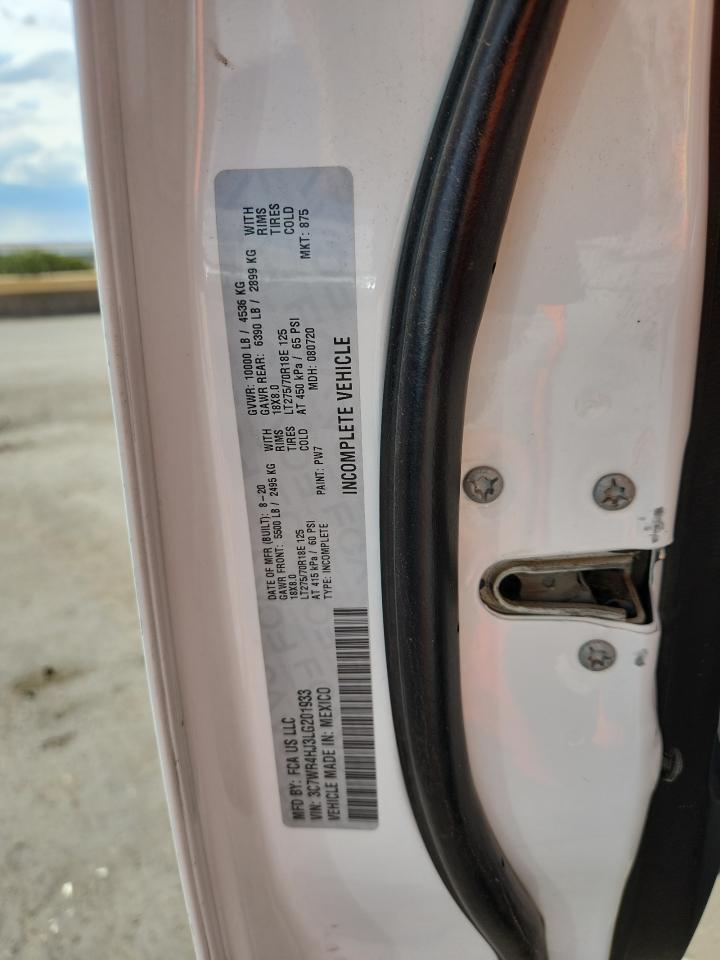 MFD BY: FCA US LLC
DATE OF MFR (BUILT): 8-20
GVWR: 10000 LB / 4536 KG
VIN: 3C7WR4HJ3LG201933
GAWR FRONT: 5500 LB / 2495 KG WITH
GAWR REAR: 6390 LB / 2899 KG WITH
18X8.0 RIMS
18X8.0 RIMS
LT275/70R18E 125 TIRES
LT275/70R18E 125 TIRES
AT 415 kPa / 60 PSI COLD
AT 450 kPa / 65 PSI COLD
VEHICLE MADE IN: MEXICO
TYPE: INCOMPLETE
PAINT: PW7
MDH: 080720
MKT: 875
INCOMPLETE VEHICLE